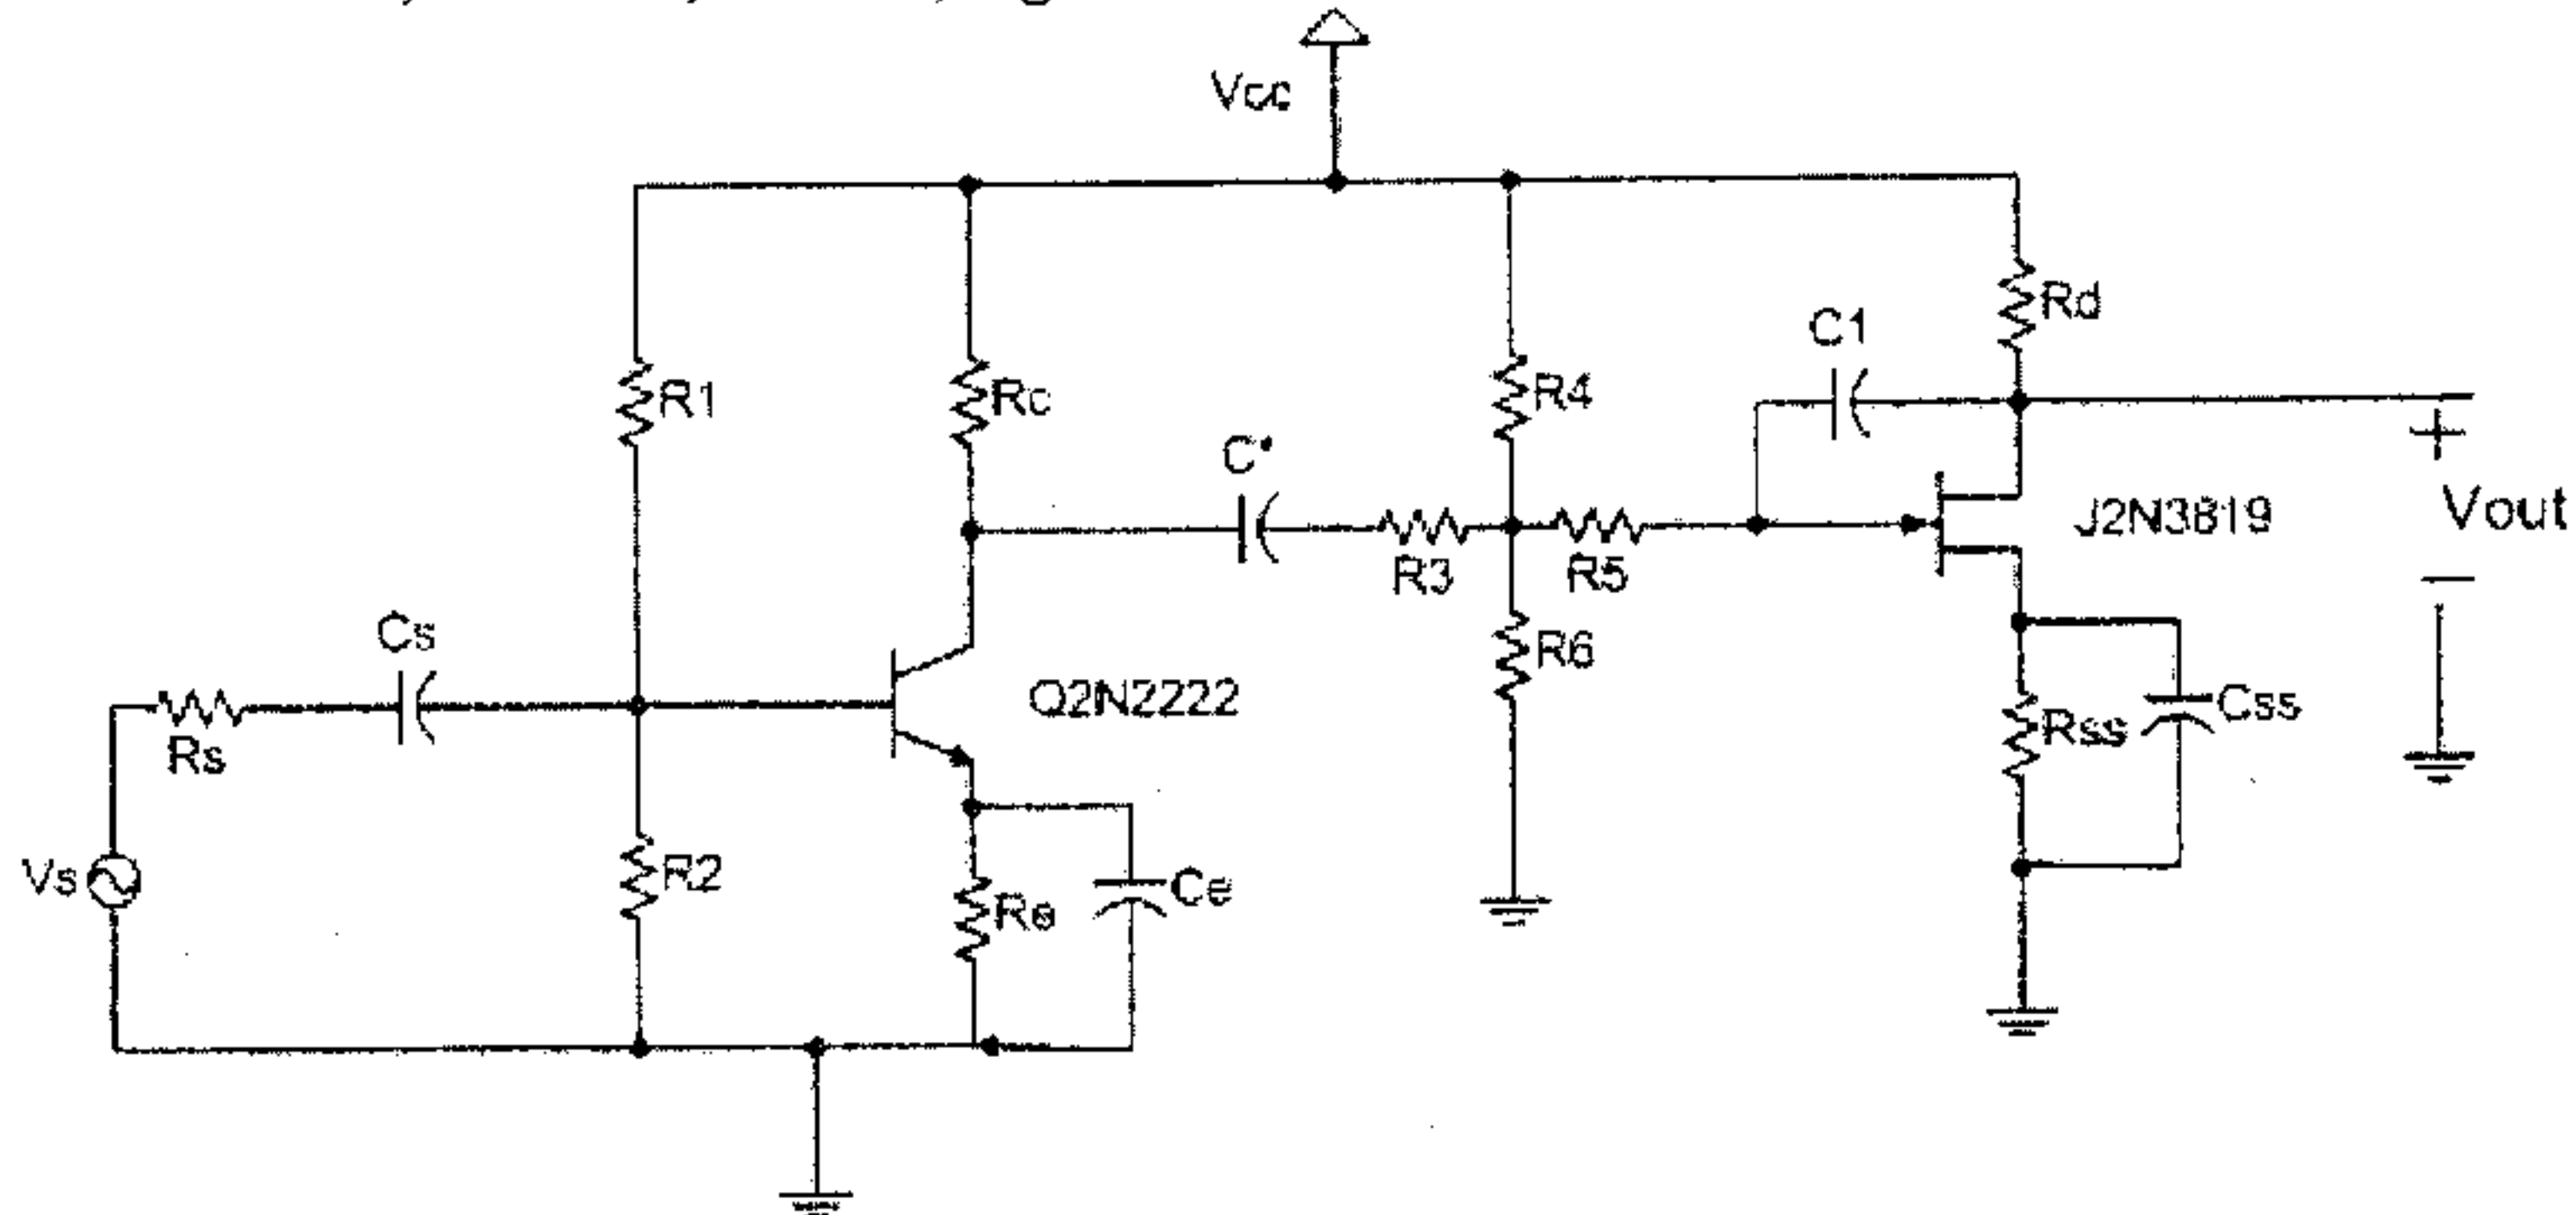 Vcc
Rd
C1
R1
Rc
R4
C'
Vout
J2N3819
R3
R5
Cs
R6
Q2N2222
Css
Rss
Rs
Vs
R2
Ce
Re